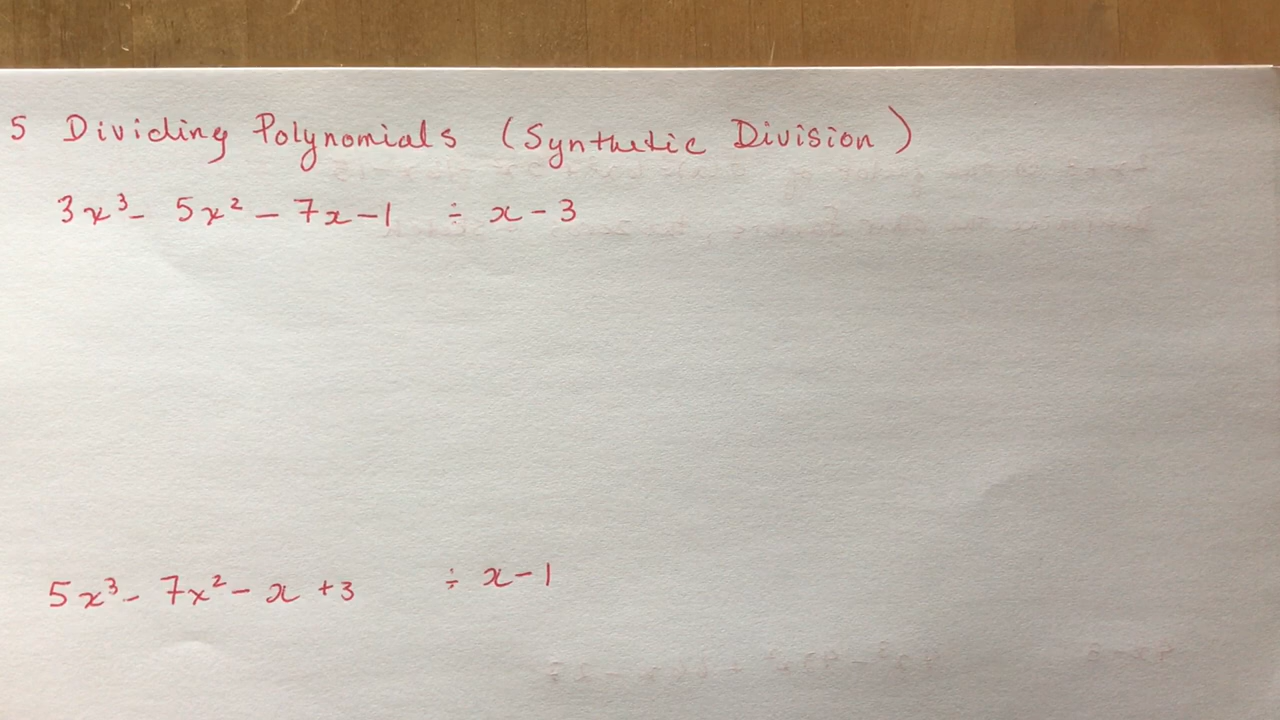 5 Dividing Polynomials (Synthetic Division)
3x³ - 5x² - 7x - 1 ÷ x - 3
5x³ - 7x² - x + 3 ÷ x - 1